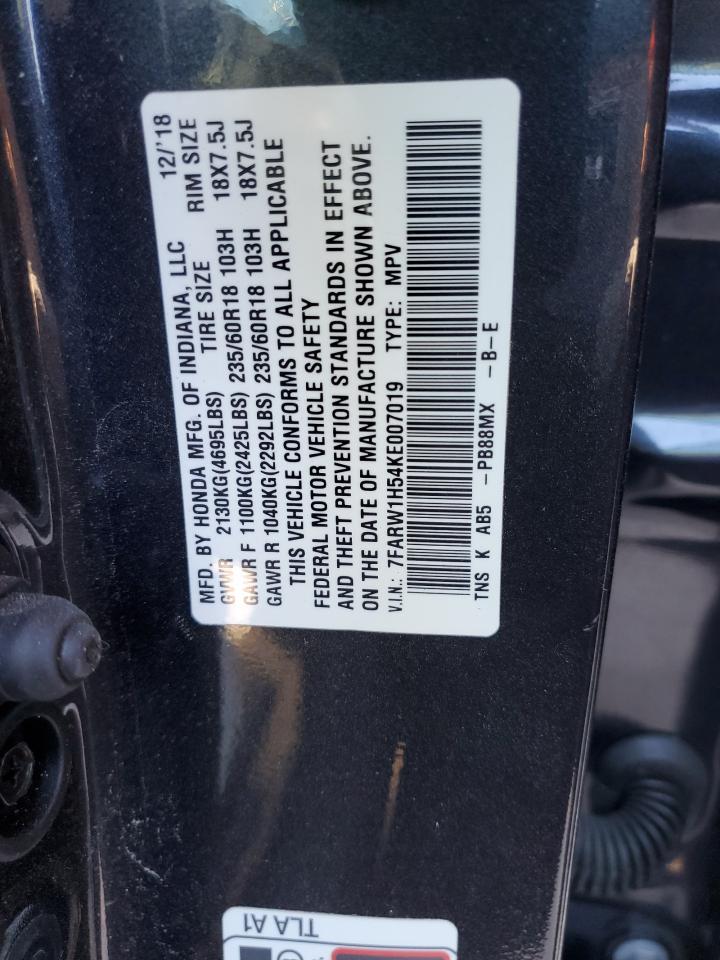 MFD. BY HONDA MFG. OF INDIANA, LLC 12/'18
GVWR 2130KG(4695LBS) TIRE SIZE RIM SIZE
GAWR F 1100KG(2425LBS) 235/60R18 103H 18X7.5J
GAWR R 1040KG(2292LBS) 235/60R18 103H 18X7.5J
THIS VEHICLE CONFORMS TO ALL APPLICABLE
FEDERAL MOTOR VEHICLE SAFETY
AND THEFT PREVENTION STANDARDS IN EFFECT
ON THE DATE OF MANUFACTURE SHOWN ABOVE.
V.I.N.: 7FARW1H54KE007019 TYPE: MPV
TNS K AB5 -PB88MX -B-E
TLA A1